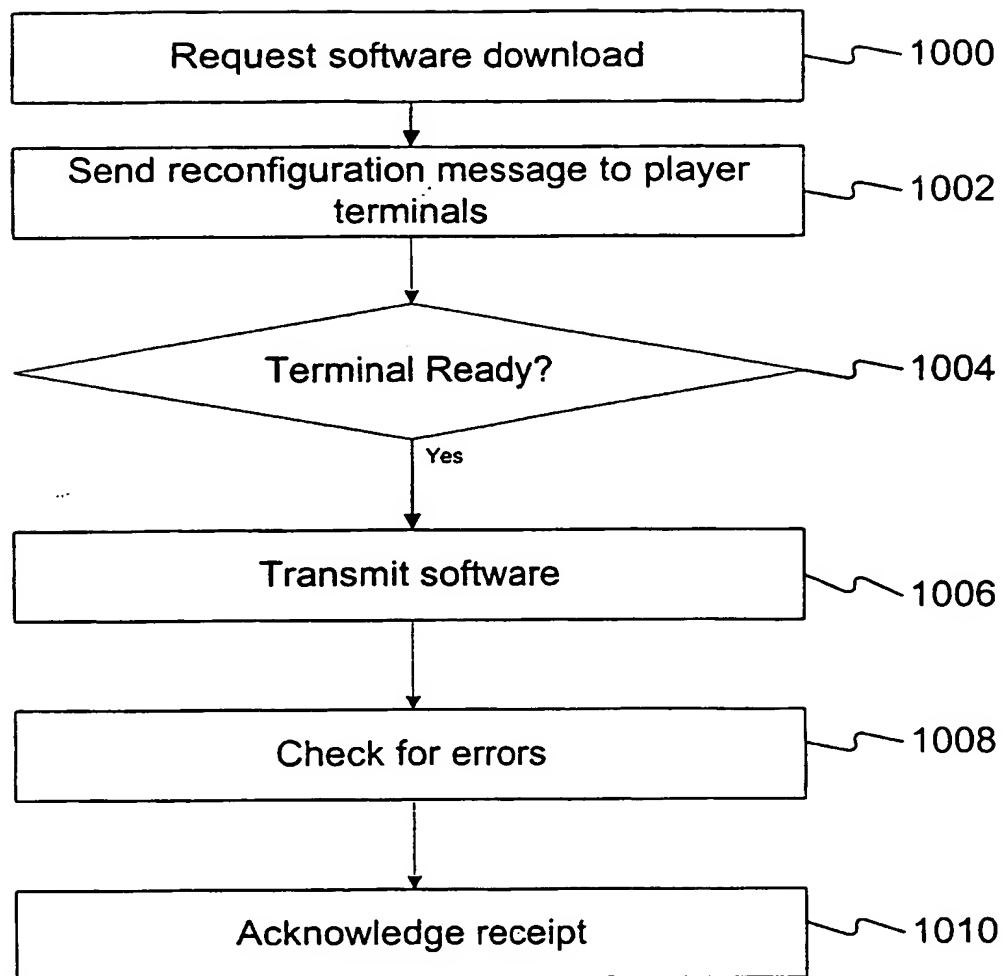 Request software download
1000
Send reconfiguration message to player
terminals
1002
Terminal Ready?
1004
Yes
Transmit software
1006
Check for errors
1008
Acknowledge receipt
1010